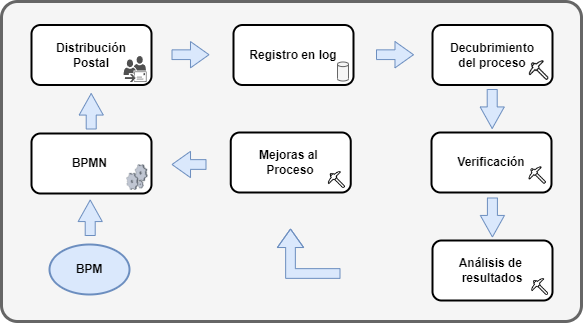 Distribución
Postal
Registro en log
Decubrimiento
del proceso
BPMN
Mejoras al
Proceso
Verificación
BPM
Análisis de
resultados